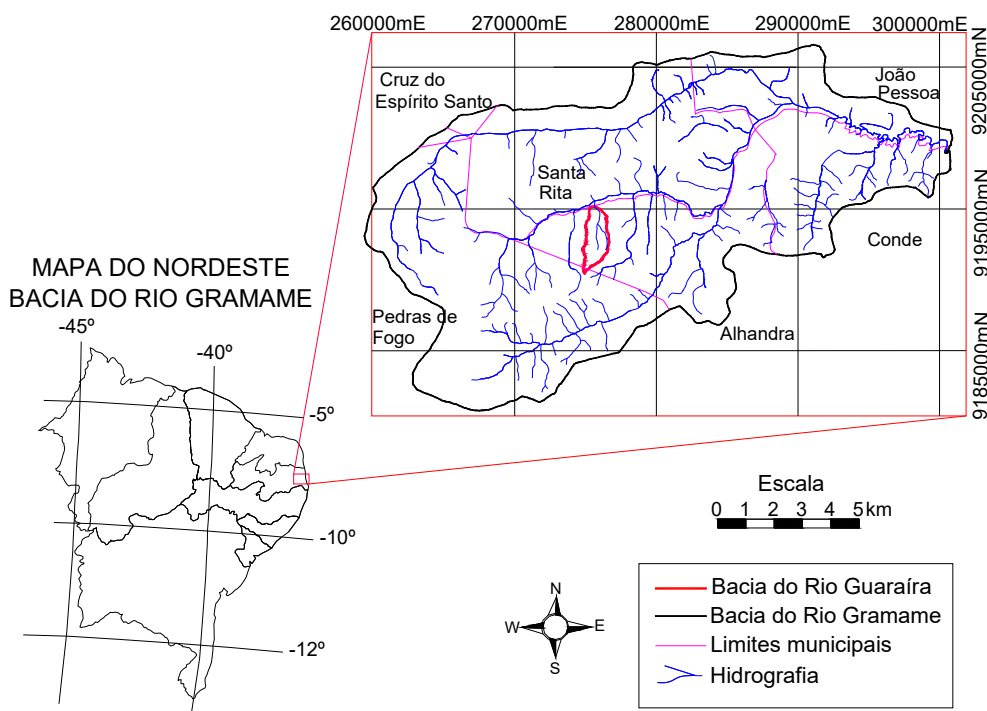 260000mE 270000mE 280000mE 290000mE 300000mE
Cruz do
Espírito Santo
João
Pessoa
9205000mN
Santa
Rita
9195000mN
Conde
Pedras de
Fogo
Alhandra
9185000mN
MAPA DO NORDESTE
BACIA DO RIO GRAMAME
-45º
-40º
-5º
-10º
-12º
Escala
0 1 2 3 4 5 km
N
W E
S
Bacia do Rio Guaraíra
Bacia do Rio Gramame
Limites municipais
Hidrografia